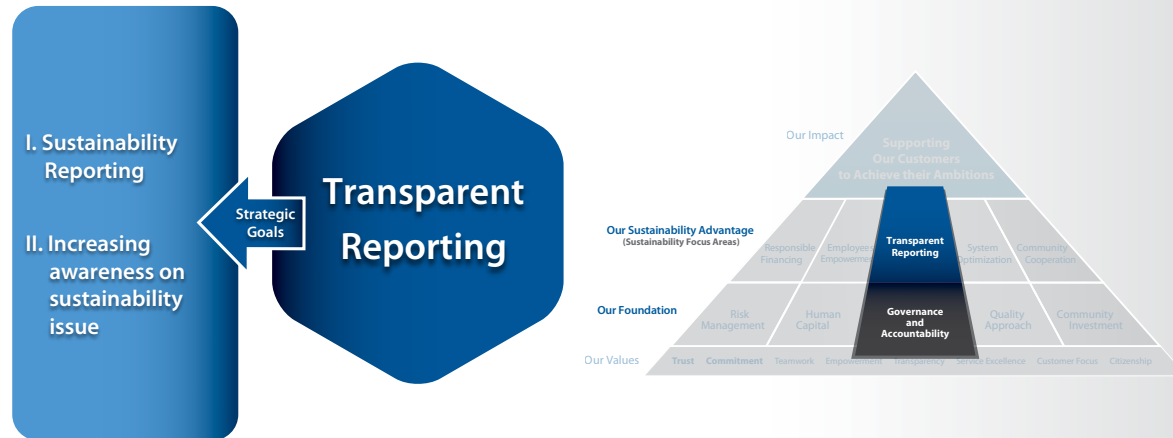 I. Sustainability
Reporting
II. Increasing
awareness on
sustainability
issue
Strategic
Goals
Transparent
Reporting
Our Impact
Supporting
Our Customers
to Achieve their Ambitions
Our Sustainability Advantage
(Sustainability Focus Areas)
Responsible
Financing
Employees
Empowerment
Transparent
Reporting
System
Optimization
Community
Cooperation
Our Foundation
Risk
Management
Human
Capital
Governance
and
Accountability
Quality
Approach
Community
Investment
Our Values
Trust Commitment Teamwork Empowerment Transparency Service Excellence Customer Focus Citizenship